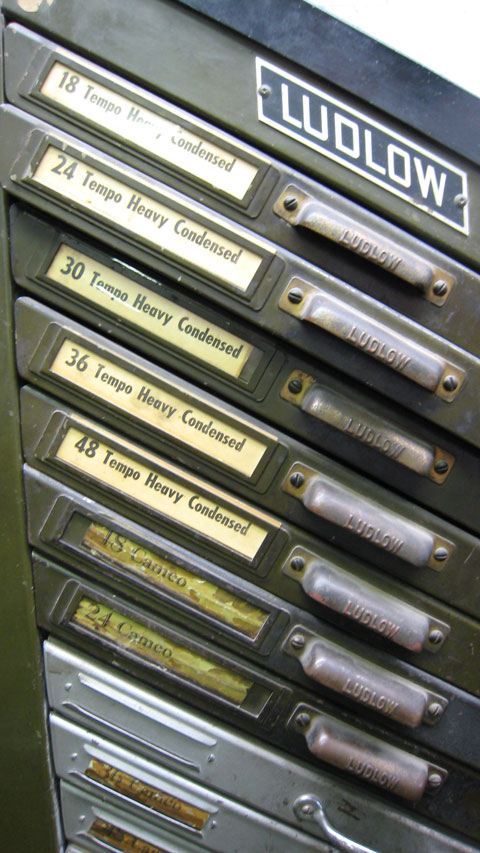 LUDLOW
18 Tempo Heavy Condensed
24 Tempo Heavy Condensed
LUDLOW
30 Tempo Heavy Condensed
LUDLOW
36 Tempo Heavy Condensed
LUDLOW
48 Tempo Heavy Condensed
LUDLOW
18 Cameo
LUDLOW
24 Cameo
LUDLOW
LUDLOW
Cameo